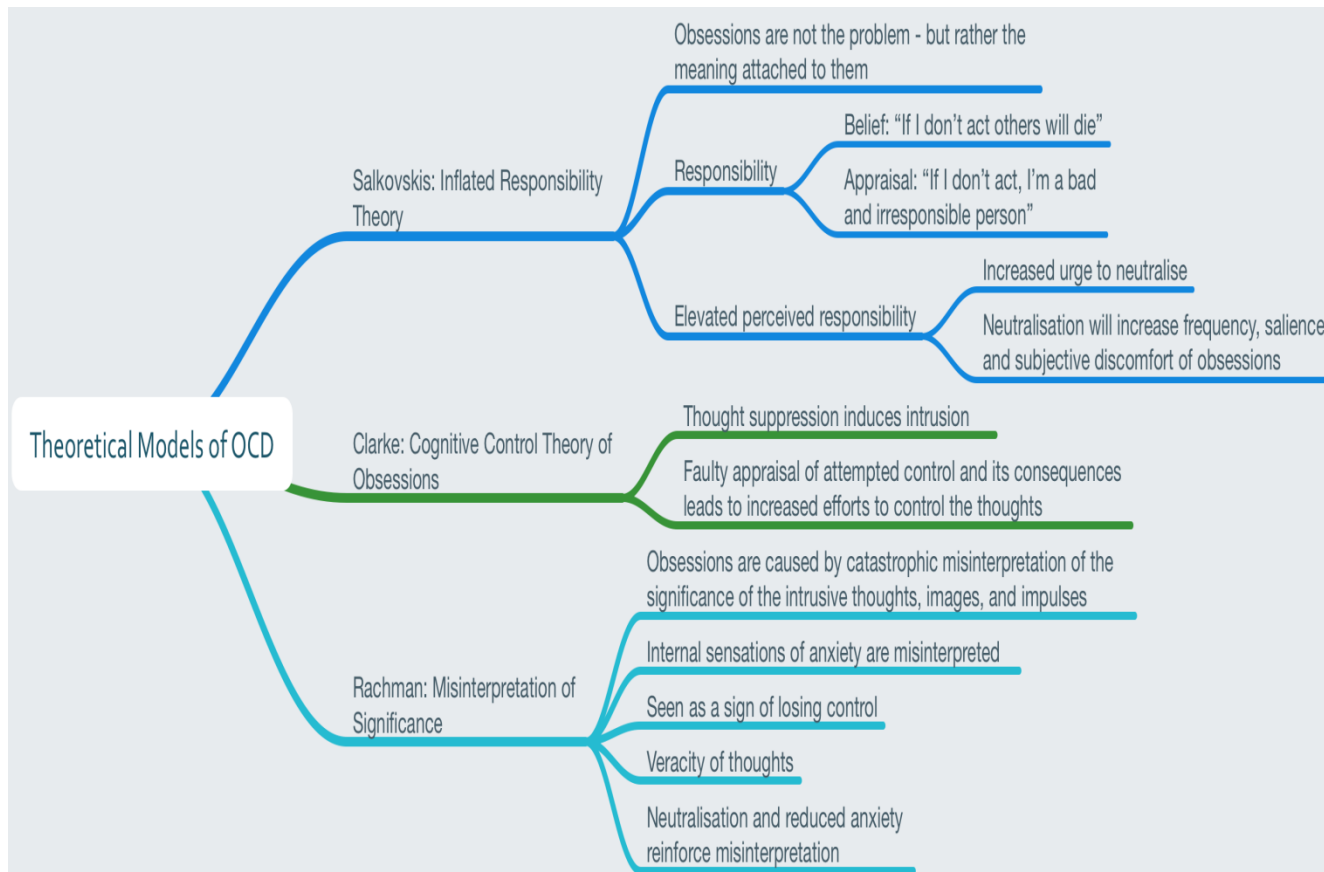 Theoretical Models of OCD
Salkovskis: Inflated Responsibility
Theory
Obsessions are not the problem - but rather the
meaning attached to them
Responsibility
Belief: “If I don’t act others will die”
Appraisal: “If I don’t act, I’m a bad
and irresponsible person”
Elevated perceived responsibility
Increased urge to neutralise
Neutralisation will increase frequency, salience
and subjective discomfort of obsessions
Clarke: Cognitive Control Theory of
Obsessions
Thought suppression induces intrusion
Faulty appraisal of attempted control and its consequences
leads to increased efforts to control the thoughts
Rachman: Misinterpretation of
Significance
Obsessions are caused by catastrophic misinterpretation of the
significance of the intrusive thoughts, images, and impulses
Internal sensations of anxiety are misinterpreted
Seen as a sign of losing control
Veracity of thoughts
Neutralisation and reduced anxiety
reinforce misinterpretation